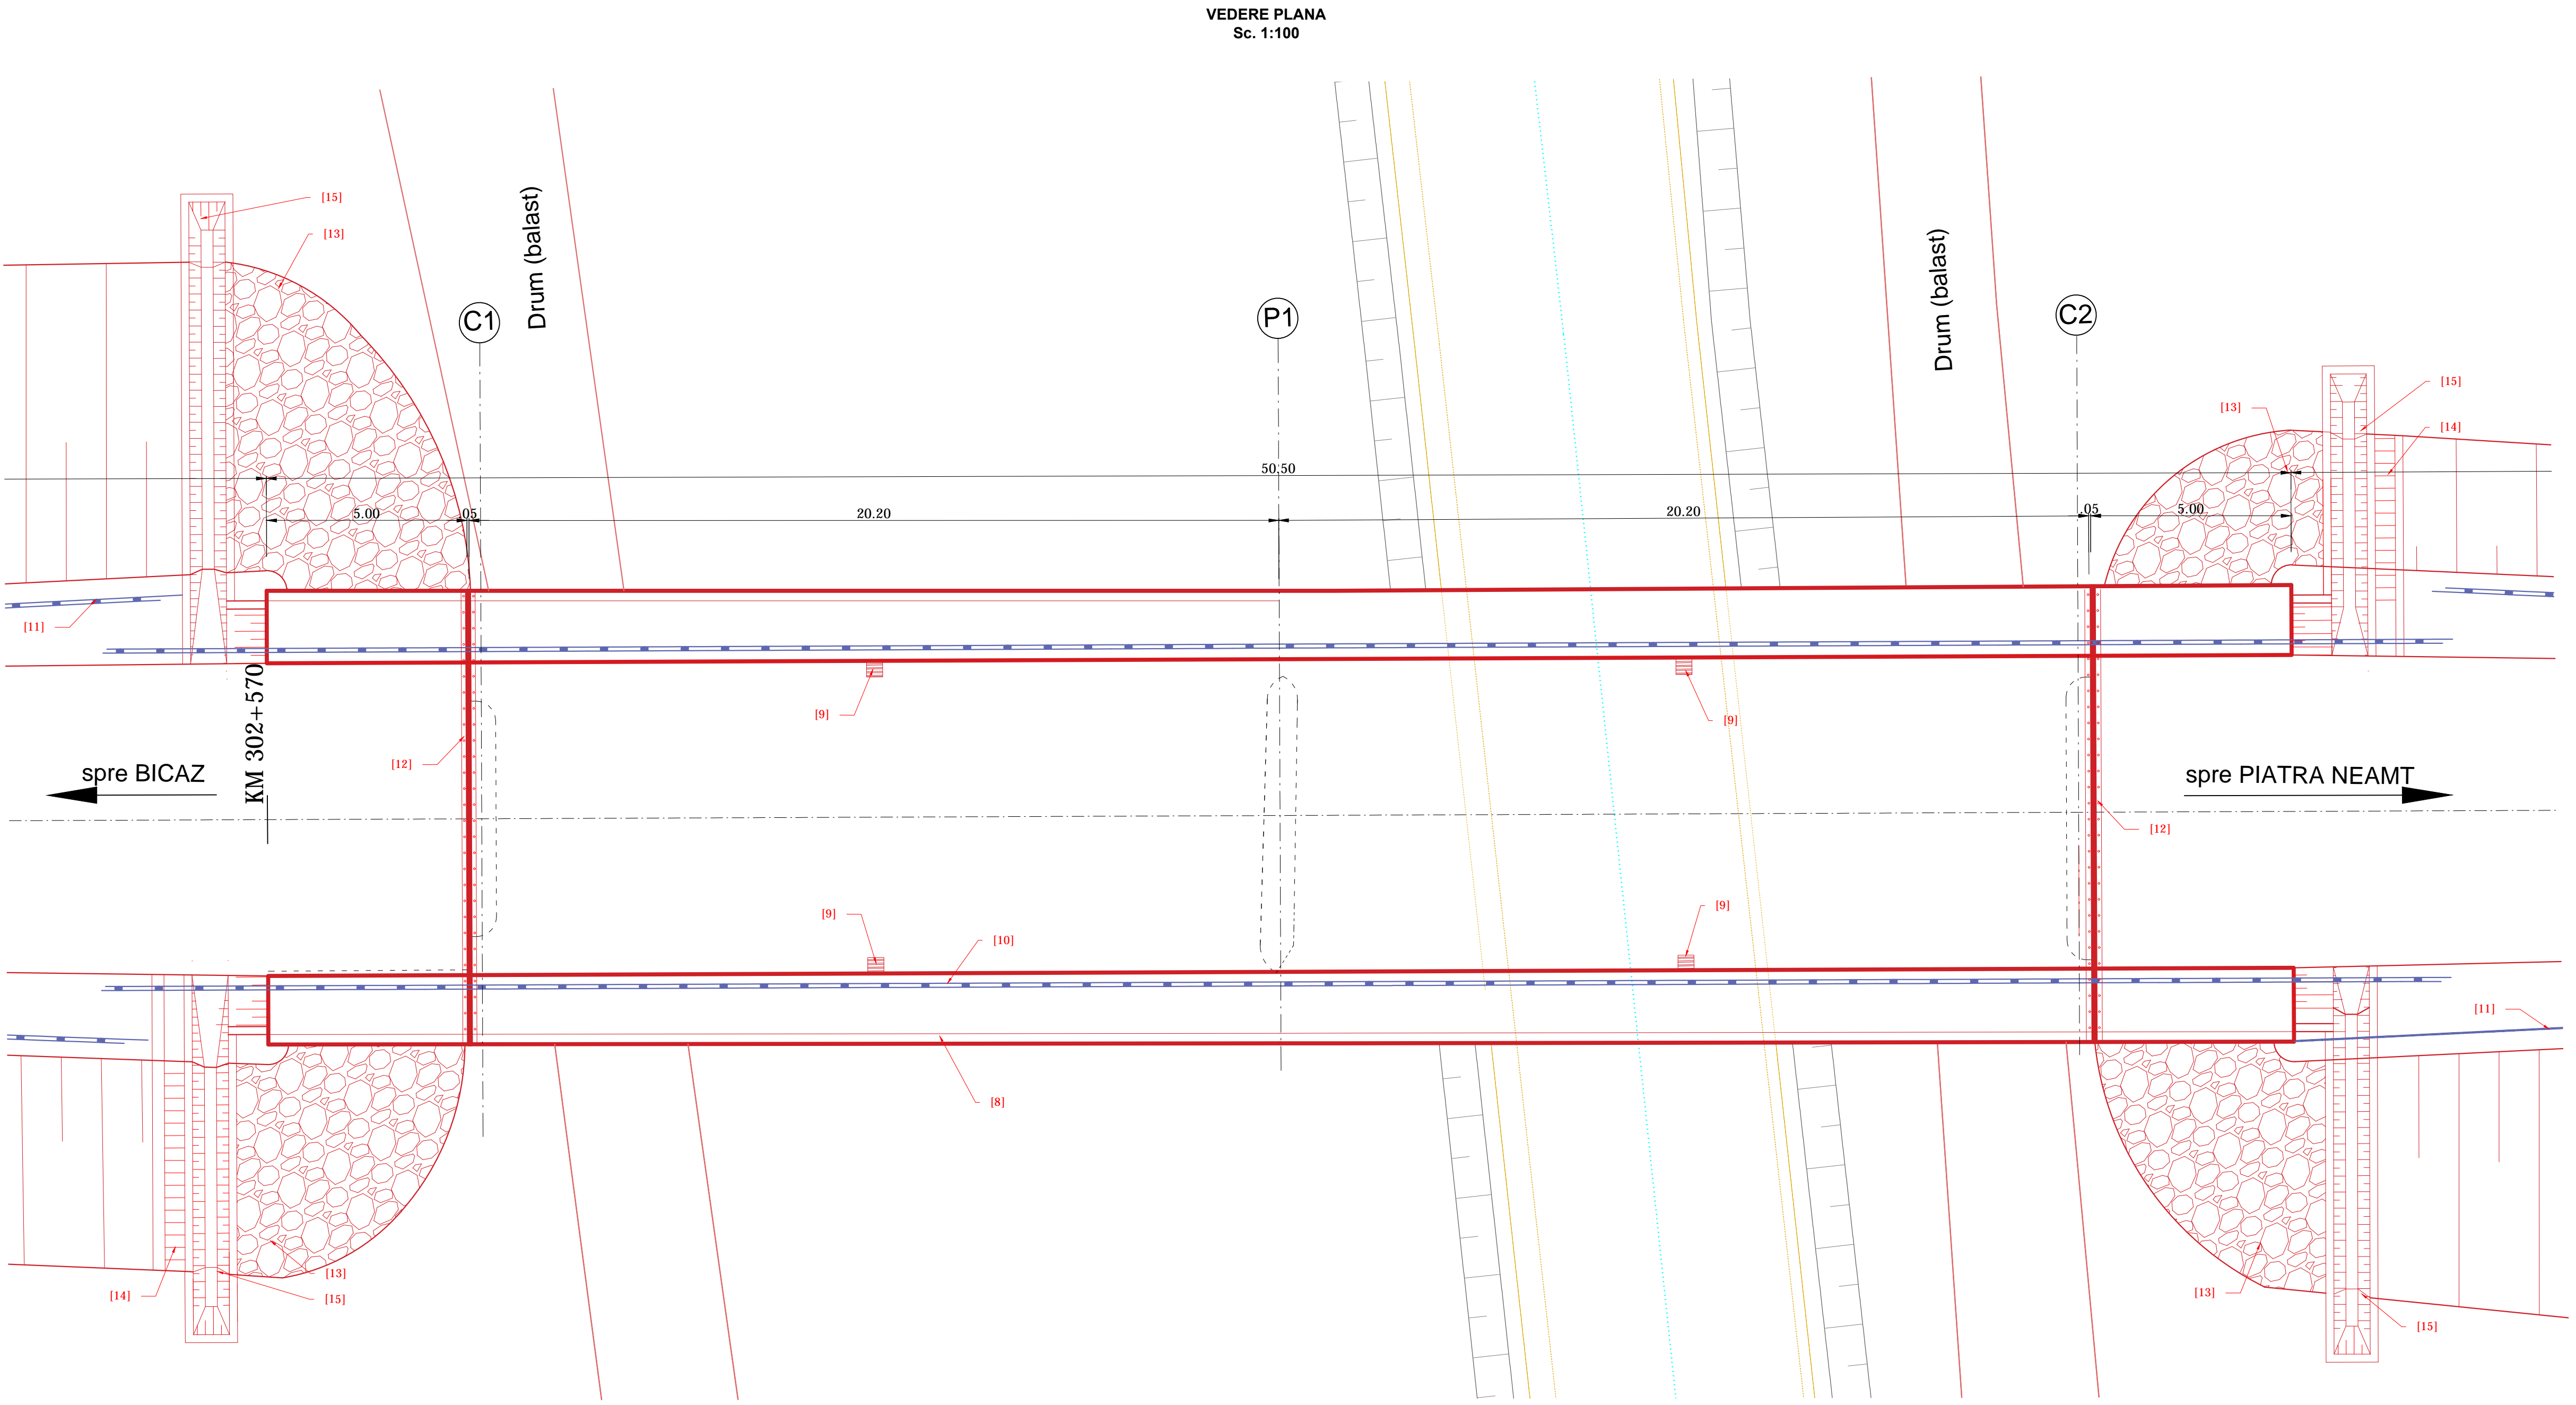 VEDERE PLANA
Sc. 1:100
[15]
[13]
Drum (balast)
C1
P1
C2
Drum (balast)
[15]
[13]
[14]
50.50
5.00
.05
20.20
20.20
.05
5.00
[11]
KM 302+570
[9]
[9]
[12]
spre BICAZ
spre PIATRA NEAMT
[12]
[9]
[9]
[10]
[11]
[8]
[13]
[14]
[15]
[13]
[15]